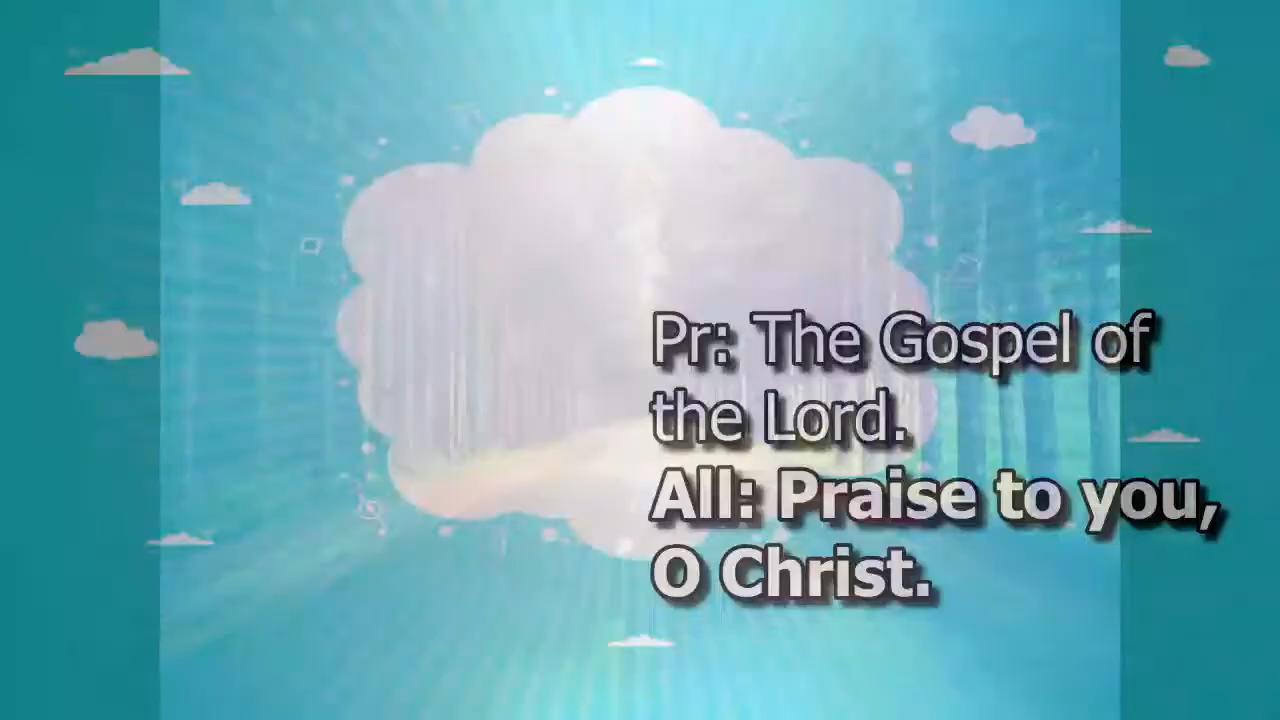 Pr: The Gospel of
the Lord.
All: Praise to you,
O Christ.